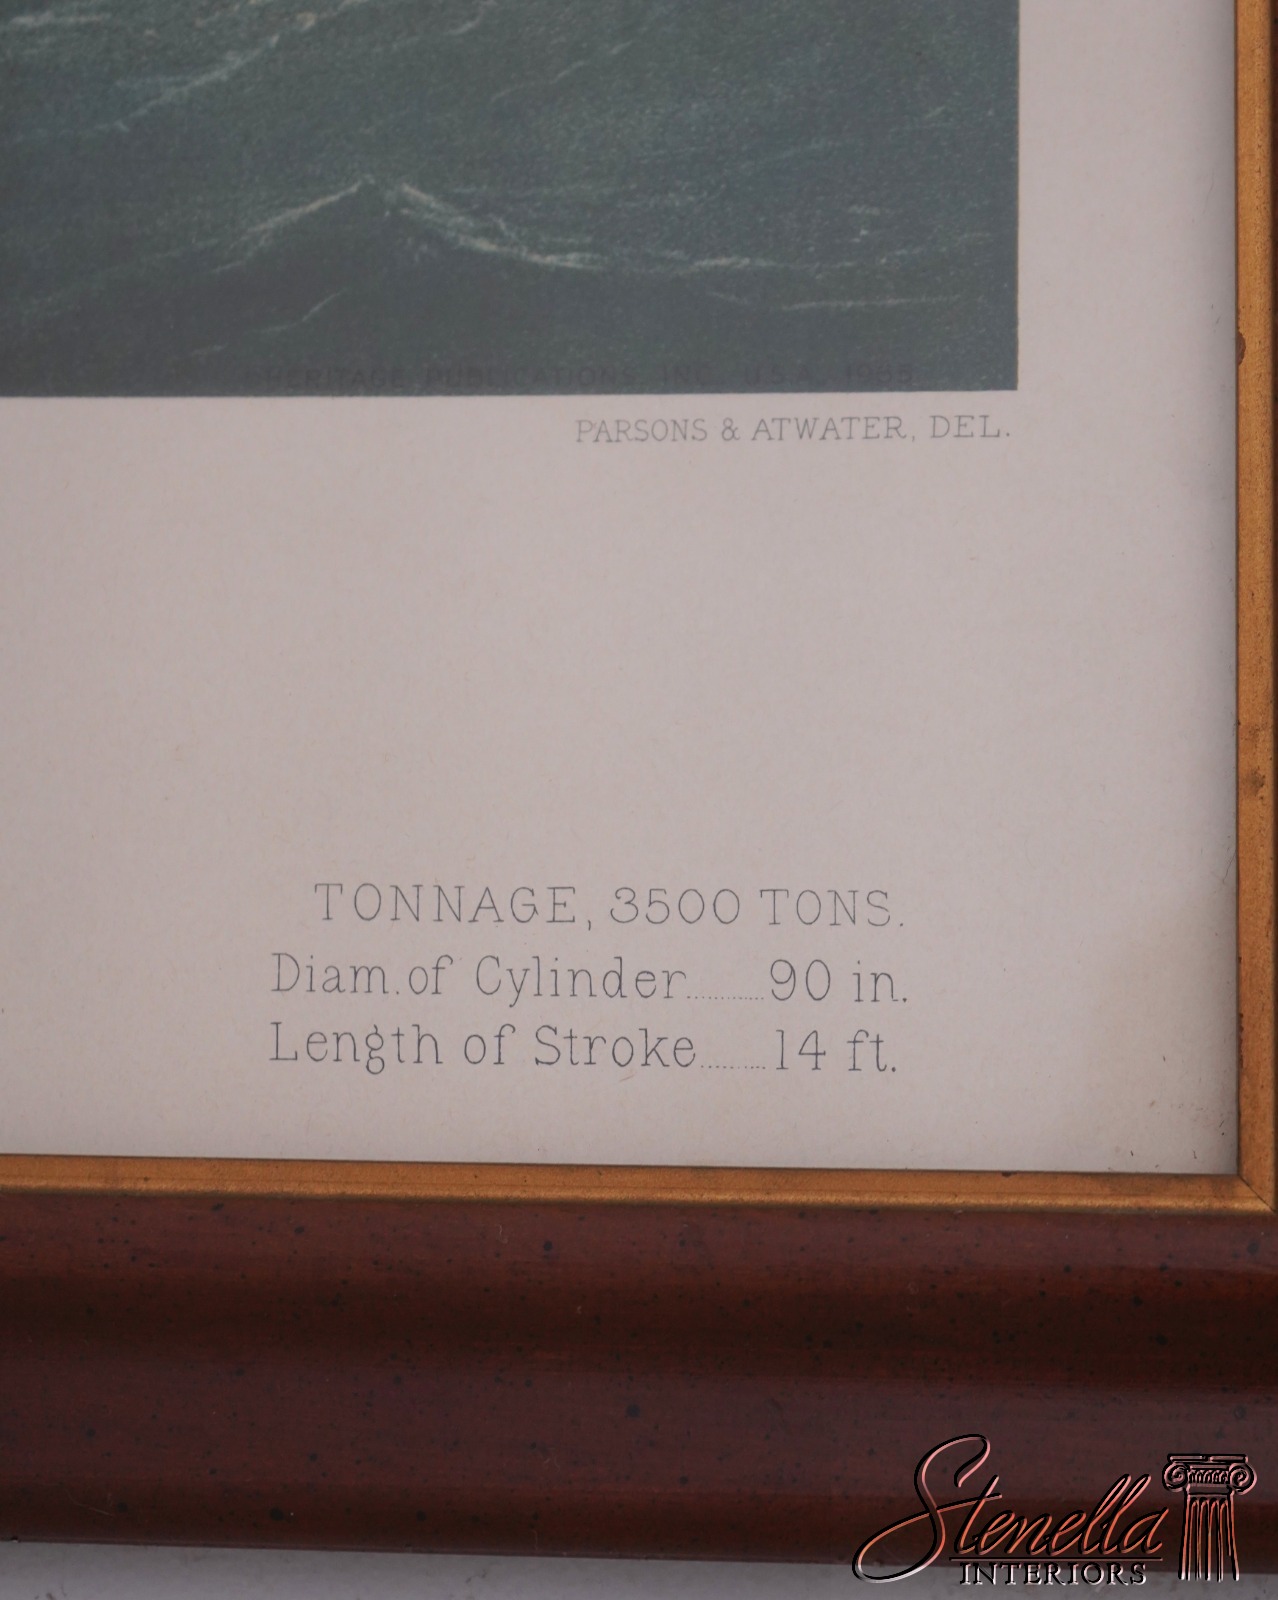 ©HERITAGE PUBLICATIONS INC. U.S.A. 1985
PARSONS & ATWATER, DEL.
TONNAGE, 3500 TONS.
Diam. of Cylinder..........90 in.
Length of Stroke.........14 ft.
Stenella
INTERIORS